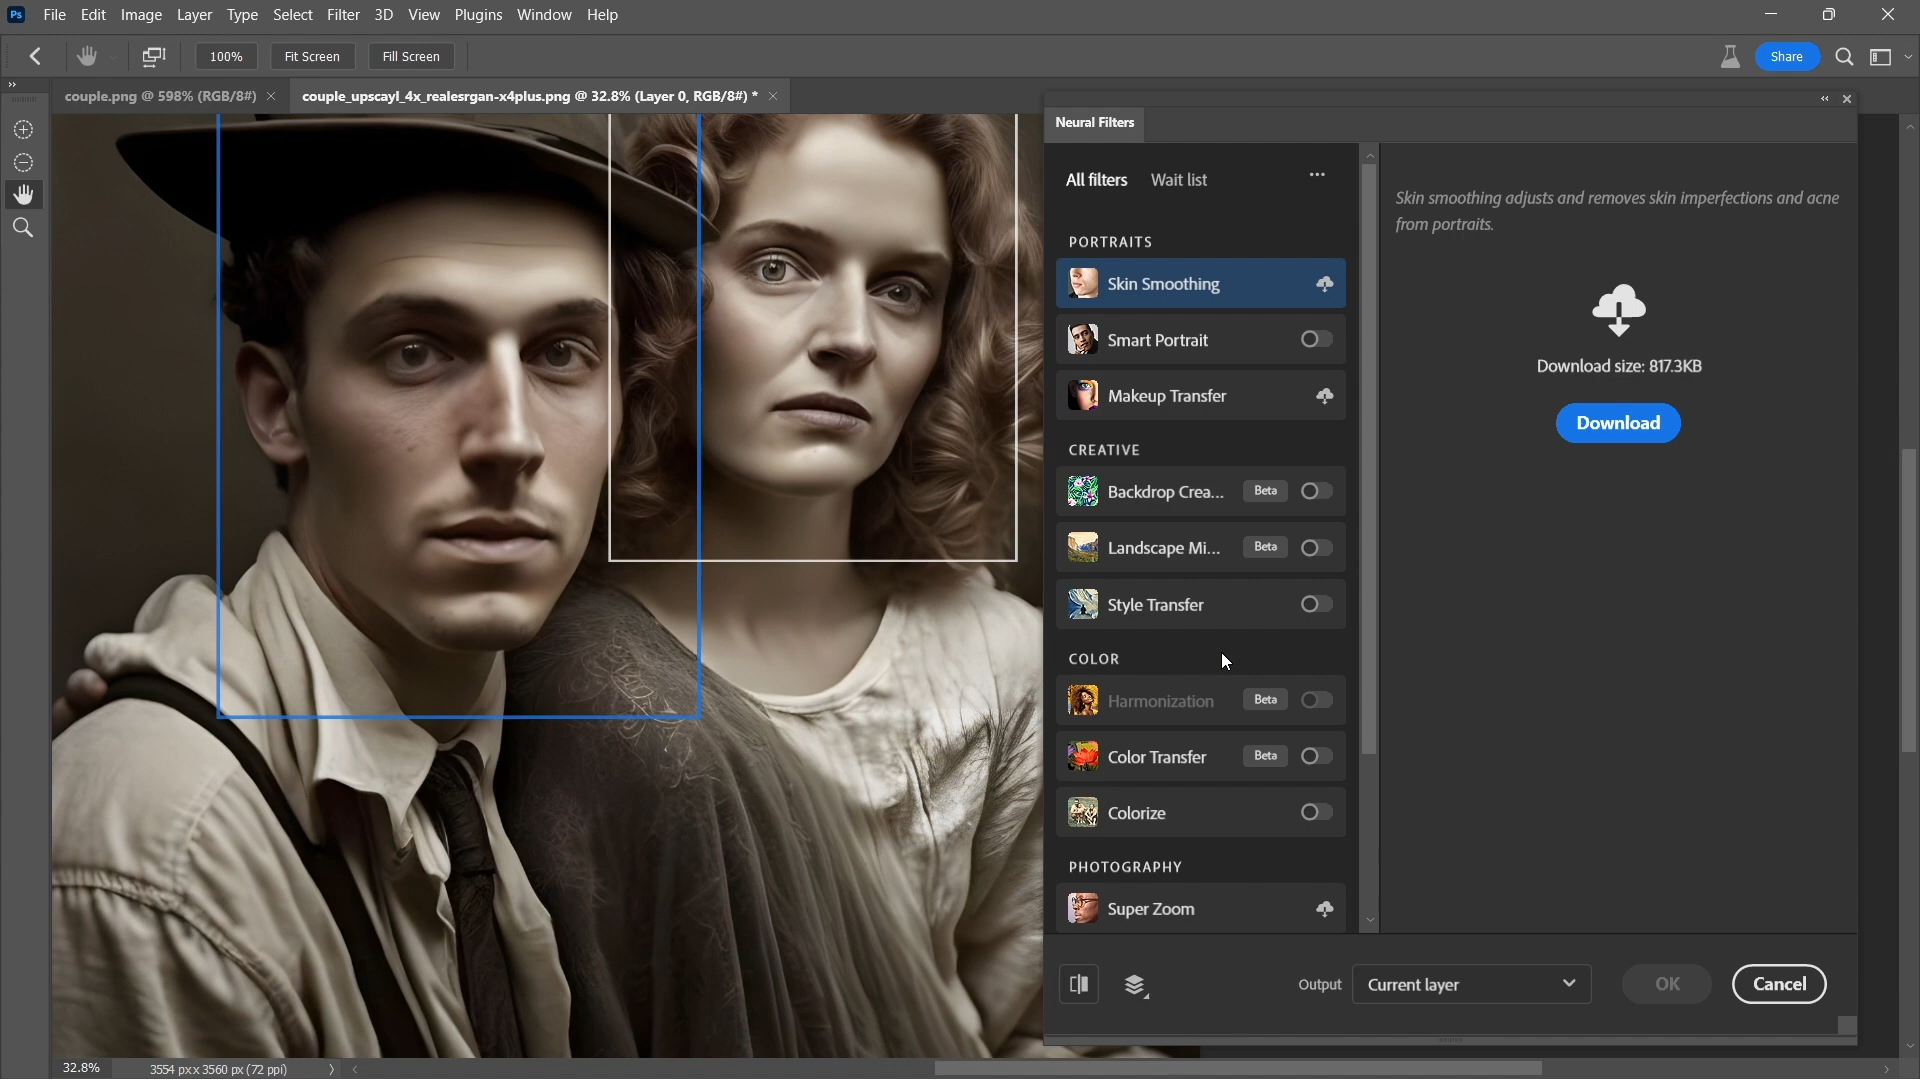 Ps File Edit Image Layer Type Select Filter 3D View Plugins Window Help
100% Fit Screen Fill Screen Share
couple.png @ 598% (RGB/8#) couple_upscayl_4x_realesrgan-x4plus.png @ 32.8% (Layer 0, RGB/8#) *
Neural Filters
All filters Wait list
Skin smoothing adjusts and removes skin imperfections and acne
from portraits.
PORTRAITS
Skin Smoothing
Smart Portrait
Makeup Transfer
Download size: 817.3KB
Download
CREATIVE
Backdrop Crea... Beta
Landscape Mi... Beta
Style Transfer
COLOR
Harmonization Beta
Color Transfer Beta
Colorize
PHOTOGRAPHY
Super Zoom
Output Current layer OK Cancel
32.8% 3554 px x 3560 px (72 ppi)